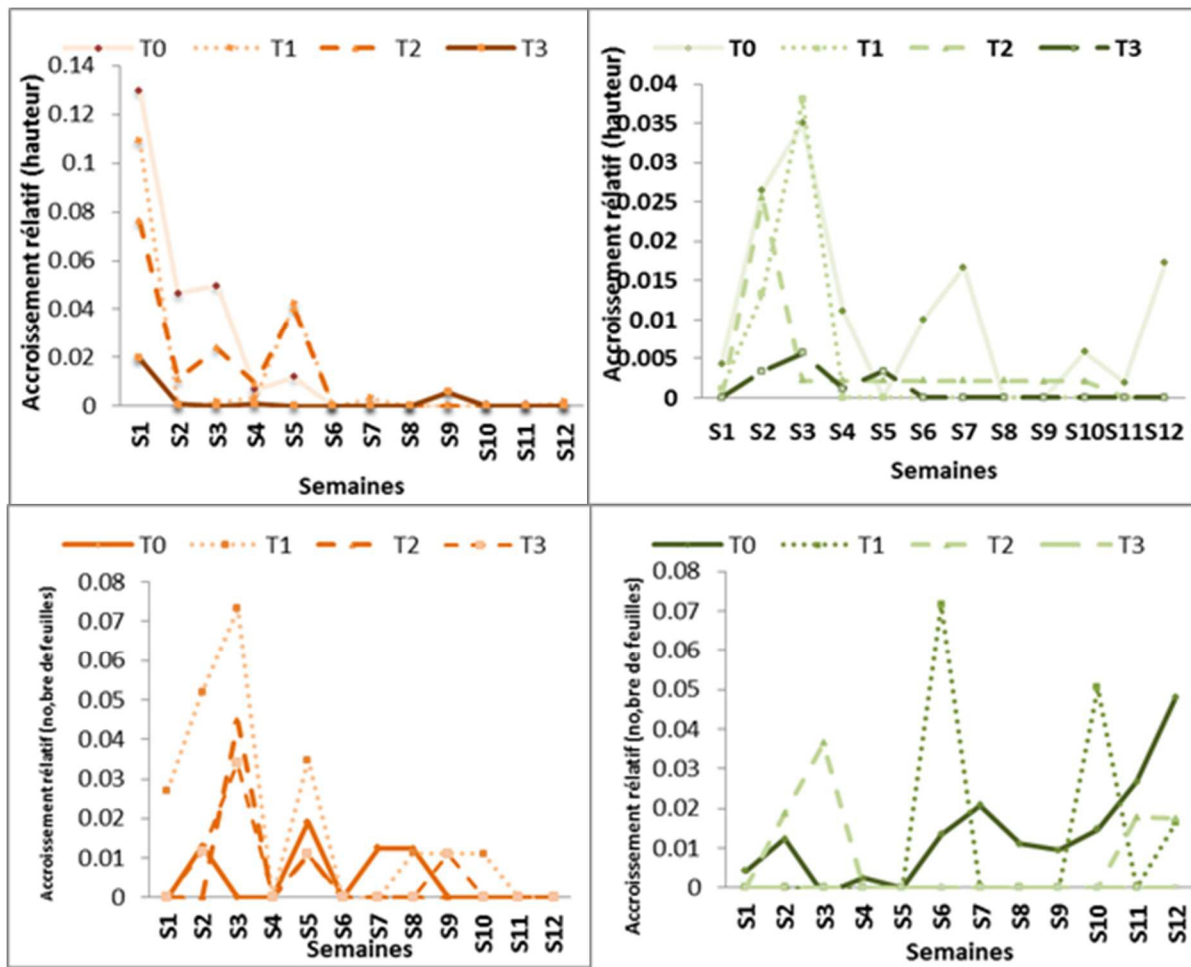 T0 T1 T2 T3
Accroissement rélatif (hauteur)
0.14
0.12
0.1
0.08
0.06
0.04
0.02
0
S1 S2 S3 S4 S5 S6 S7 S8 S9 S10 S11 S12
Semaines
T0 T1 T2 T3
Accroissement rélatif (hauteur)
0.04
0.035
0.03
0.025
0.02
0.015
0.01
0.005
0
S1 S2 S3 S4 S5 S6 S7 S8 S9 S10 S11 S12
Semaines
T0 T1 T2 T3
Accroissement rélatif (no,bre de feuilles)
0.08
0.07
0.06
0.05
0.04
0.03
0.02
0.01
0
S1 S2 S3 S4 S5 S6 S7 S8 S9 S10 S11 S12
Semaines
T0 T1 T2 T3
Accroissement rélatif (no,bre de feuilles)
0.08
0.07
0.06
0.05
0.04
0.03
0.02
0.01
0
S1 S2 S3 S4 S5 S6 S7 S8 S9 S10 S11 S12
Semaines